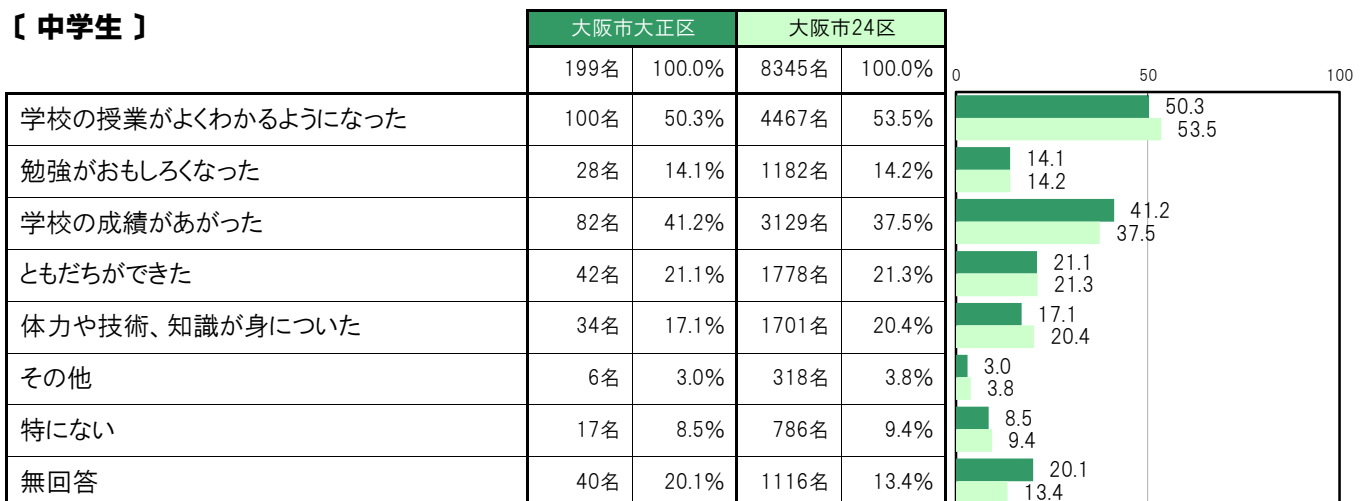 〔 中学生 〕
大阪市大正区 大阪市24区
199名 100.0% 8345名 100.0%
0 50 100
学校の授業がよくわかるようになった 100名 50.3% 4467名 53.5%
50.3
53.5
勉強がおもしろくなった 28名 14.1% 1182名 14.2%
14.1
14.2
学校の成績があがった 82名 41.2% 3129名 37.5%
41.2
37.5
ともだちができた 42名 21.1% 1778名 21.3%
21.1
21.3
体力や技術、知識が身についた 34名 17.1% 1701名 20.4%
17.1
20.4
その他 6名 3.0% 318名 3.8%
3.0
3.8
特にない 17名 8.5% 786名 9.4%
8.5
9.4
無回答 40名 20.1% 1116名 13.4%
20.1
13.4